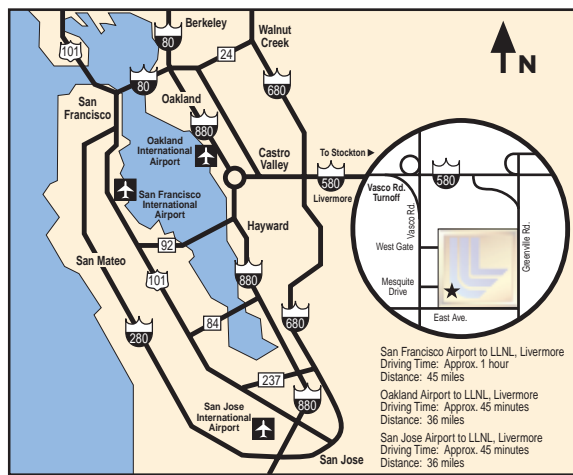 Berkeley
Walnut
Creek
101
80
24
680
80
San
Francisco
Oakland
880
Oakland
International
Airport
Castro
Valley
To Stockton ►
580
Livermore
San Francisco
International
Airport
Hayward
92
San Mateo
101
880
280
84
680
237
880
San Jose
International
Airport
San Jose
N
580
Vasco Rd.
Turnoff
Vasco Rd.
Greenville Rd.
West Gate
Mesquite
Drive
East Ave.
San Francisco Airport to LLNL, Livermore
Driving Time: Approx. 1 hour
Distance: 45 miles
Oakland Airport to LLNL, Livermore
Driving Time: Approx. 45 minutes
Distance: 36 miles
San Jose Airport to LLNL, Livermore
Driving Time: Approx. 45 minutes
Distance: 36 miles